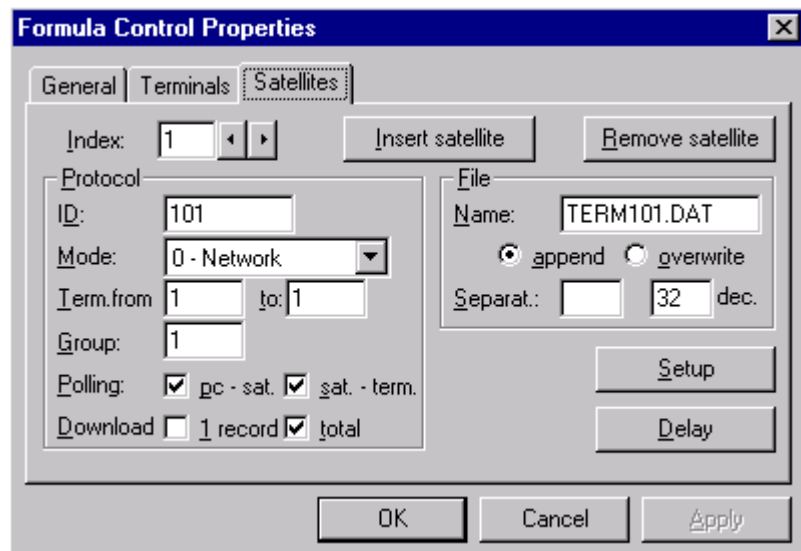 Formula Control Properties
General Terminals Satellites
Index: 1 Insert satellite Remove satellite
Protocol
ID: 101
Mode: 0 - Network
Term.from 1 to: 1
Group: 1
Polling: pc - sat. sat. - term.
Download 1 record total
File
Name: TERM101.DAT
append overwrite
Separat.: 32 dec.
Setup
Delay
OK Cancel Apply